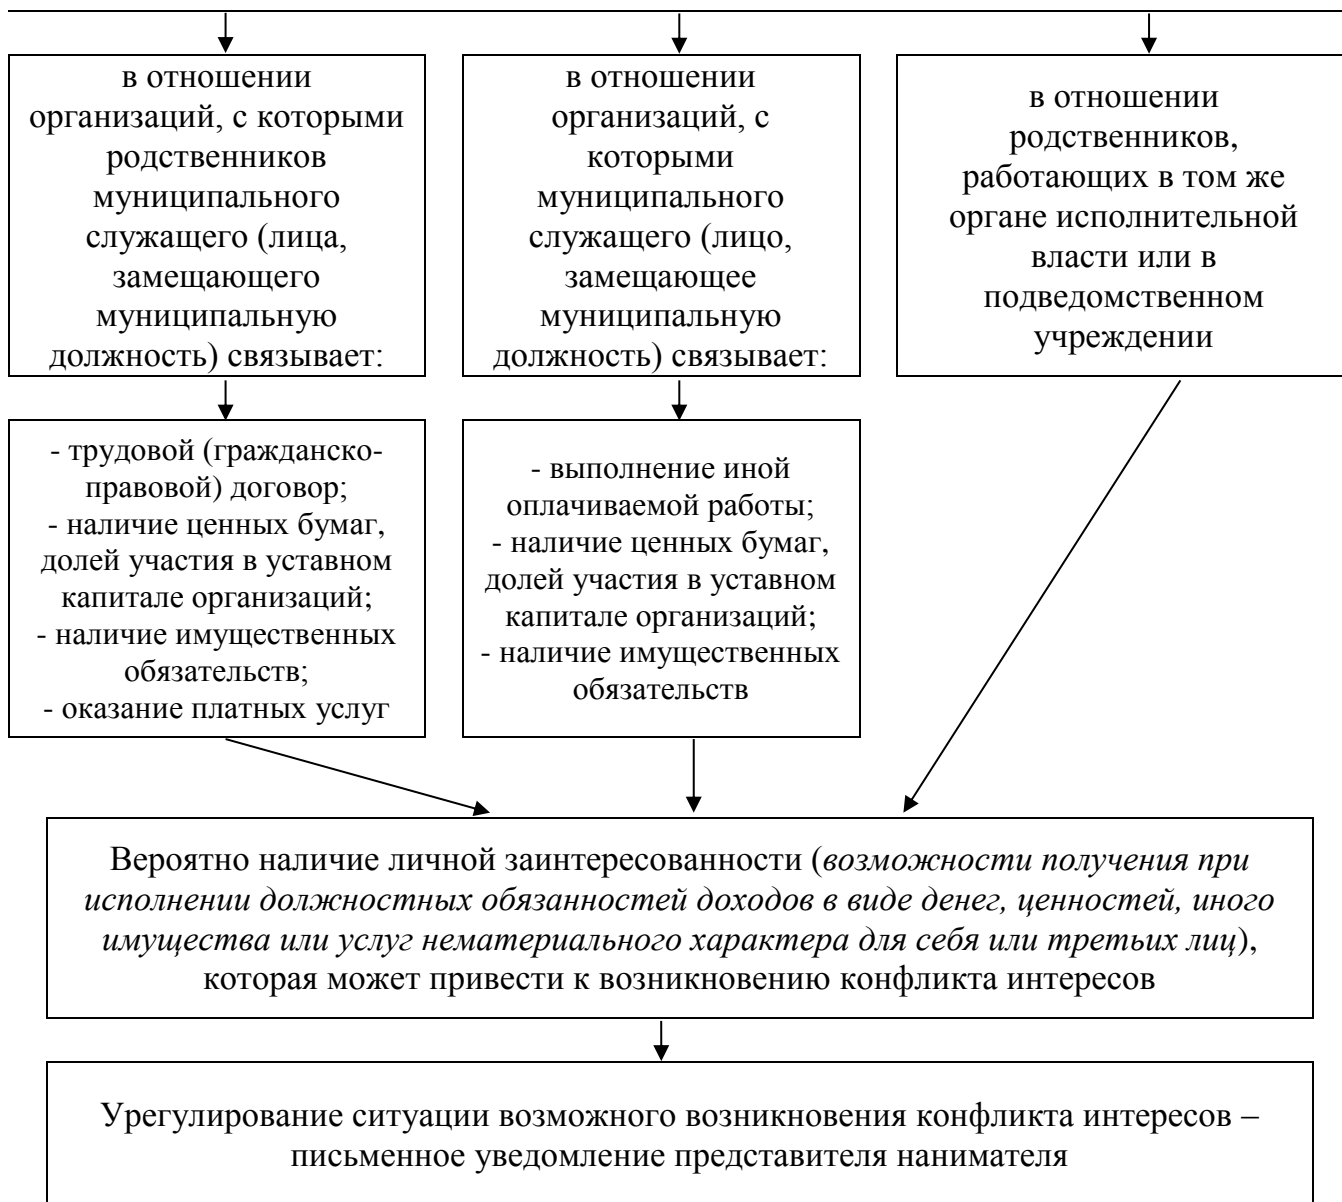 в отношении
организаций, с которыми
родственников
муниципального
служащего (лица,
замещающего
муниципальную
должность) связывает:
в отношении
организаций, с
которыми
муниципального
служащего (лицо,
замещающее
муниципальную
должность) связывает:
в отношении
родственников,
работающих в том же
органе исполнительной
власти или в
подведомственном
учреждении
- трудовой (гражданско-
правовой) договор;
- наличие ценных бумаг,
долей участия в уставном
капитале организаций;
- наличие имущественных
обязательств;
- оказание платных услуг
- выполнение иной
оплачиваемой работы;
- наличие ценных бумаг,
долей участия в уставном
капитале организаций;
- наличие имущественных
обязательств
Вероятно наличие личной заинтересованности (возможности получения при
исполнении должностных обязанностей доходов в виде денег, ценностей, иного
имущества или услуг нематериального характера для себя или третьих лиц),
которая может привести к возникновению конфликта интересов
Урегулирование ситуации возможного возникновения конфликта интересов –
письменное уведомление представителя нанимателя